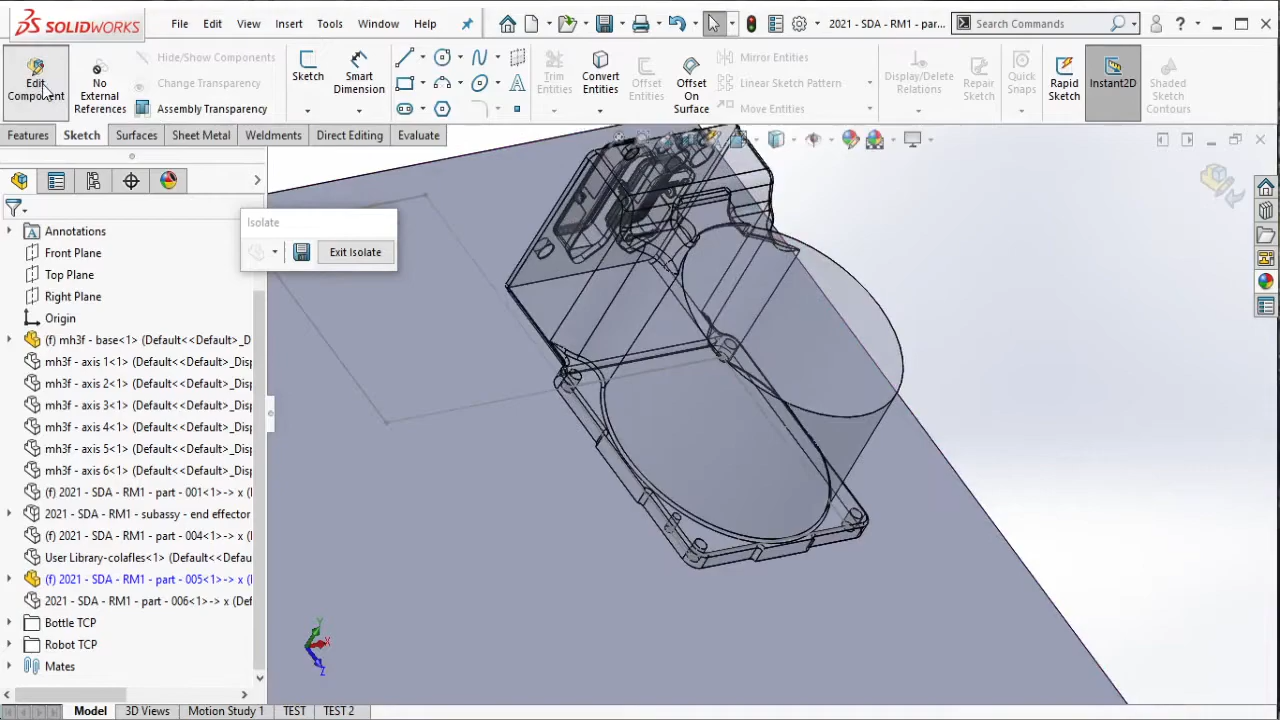 SOLIDWORKS File Edit View Insert Tools Window Help 2021 - SDA - RM1 - par... Search Commands ?
Edit Component
No External References
Hide/Show Components
Change Transparency
Assembly Transparency
Sketch
Smart Dimension
Trim Entities
Convert Entities
Offset Entities
Offset On Surface
Mirror Entities
Linear Sketch Pattern
Move Entities
Display/Delete Relations
Repair Sketch
Quick Snaps
Rapid Sketch
Instant2D
Shaded Sketch Contours
Features Sketch Surfaces Sheet Metal Weldments Direct Editing Evaluate
Isolate
Exit Isolate
Annotations
Front Plane
Top Plane
Right Plane
Origin
(f) mh3f - base<1> (Default<<Default>_D
mh3f - axis 1<1> (Default<<Default>_Disp
mh3f - axis 2<1> (Default<<Default>_Disp
mh3f - axis 3<1> (Default<<Default>_Disp
mh3f - axis 4<1> (Default<<Default>_Disp
mh3f - axis 5<1> (Default<<Default>_Disp
mh3f - axis 6<1> (Default<<Default>_Disp
(f) 2021 - SDA - RM1 - part - 001<1>-> x (
2021 - SDA - RM1 - subassy - end effector
(f) 2021 - SDA - RM1 - part - 004<1>-> x (
User Library-colafles<1> (Default<<Defaul
(f) 2021 - SDA - RM1 - part - 005<1>-> x (
2021 - SDA - RM1 - part - 006<1>-> x (Def
Bottle TCP
Robot TCP
Mates
Y
X
Z
Model 3D Views Motion Study 1 TEST TEST 2